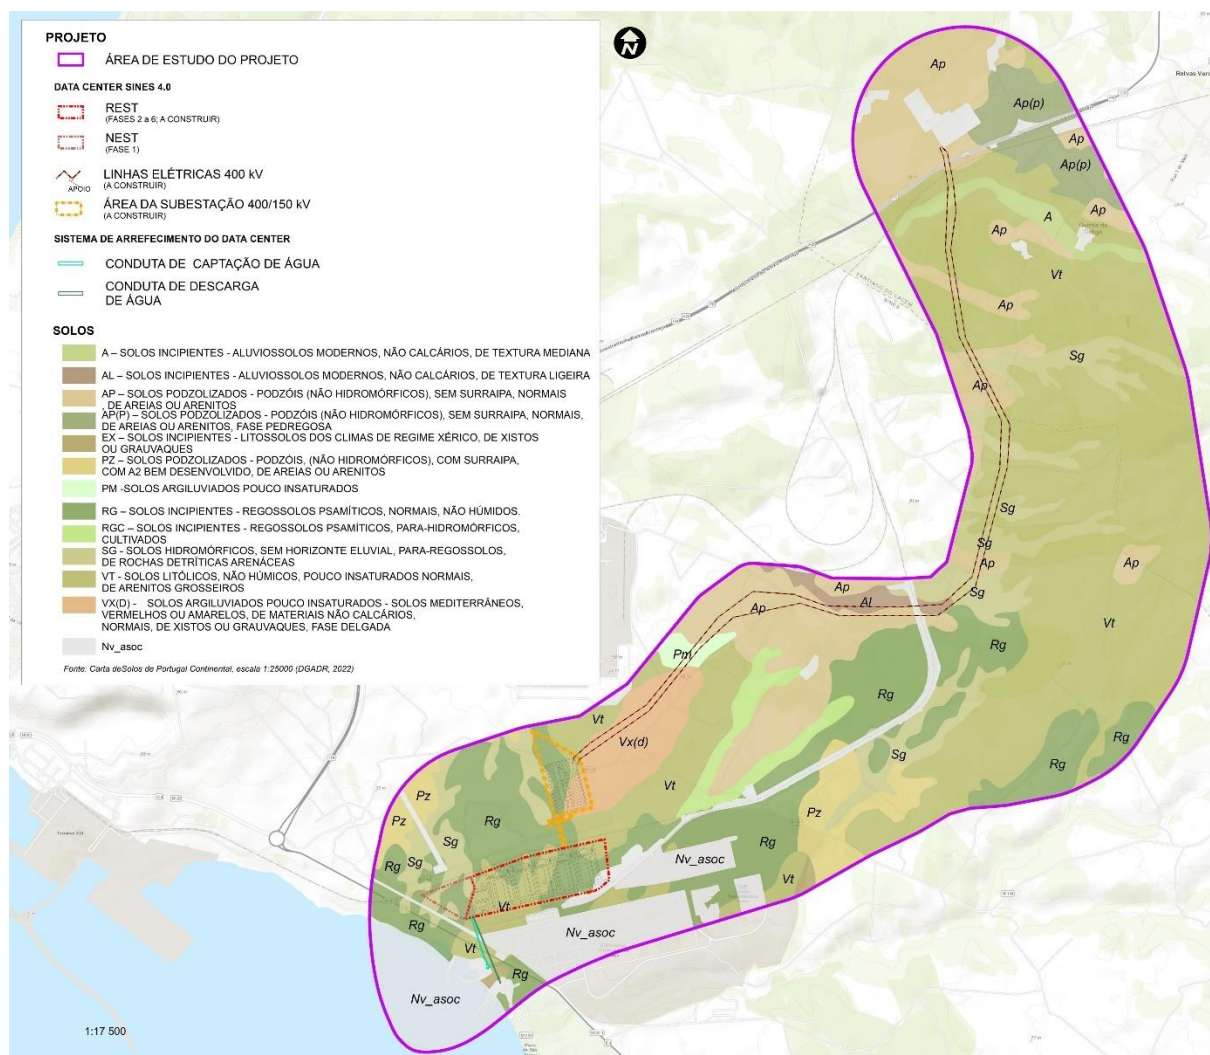 PROJETO
ÁREA DE ESTUDO DO PROJETO
DATA CENTER SINES 4.0
REST
(FASES 2 a 6; A CONSTRUIR)
NEST
(FASE 1)
LINHAS ELÉTRICAS 400 kV
(A CONSTRUIR)
APOIO
ÁREA DA SUBESTAÇÃO 400/150 kV
(A CONSTRUIR)
SISTEMA DE ARREFECIMENTO DO DATA CENTER
CONDUTA DE CAPTAÇÃO DE ÁGUA
CONDUTA DE DESCARGA
DE ÁGUA
SOLOS
A – SOLOS INCIPIENTES - ALUVIOSSOLOS MODERNOS, NÃO CALCÁRIOS, DE TEXTURA MEDIANA
AL – SOLOS INCIPIENTES - ALUVIOSSOLOS MODERNOS, NÃO CALCÁRIOS, DE TEXTURA LIGEIRA
AP – SOLOS PODZOLIZADOS - PODZÓIS (NÃO HIDROMÓRFICOS), SEM SURRAIPA, NORMAIS
, DE AREIAS OU ARENITOS
AP(P) – SOLOS PODZOLIZADOS - PODZÓIS (NÃO HIDROMÓRFICOS), SEM SURRAIPA, NORMAIS,
DE AREIAS OU ARENITOS, FASE PEDREGOSA
EX – SOLOS INCIPIENTES - LITOSSOLOS DOS CLIMAS DE REGIME XÉRICO, DE XISTOS
OU GRAUVAQUES
PZ – SOLOS PODZOLIZADOS - PODZÓIS, (NÃO HIDROMÓRFICOS), COM SURRAIPA,
COM A2 BEM DESENVOLVIDO, DE AREIAS OU ARENITOS
PM -SOLOS ARGILUVIADOS POUCO INSATURADOS
RG – SOLOS INCIPIENTES - REGOSSOLOS PSAMÍTICOS, NORMAIS, NÃO HÚMIDOS.
RGC – SOLOS INCIPIENTES - REGOSSOLOS PSAMÍTICOS, PARA-HIDROMÓRFICOS,
CULTIVADOS
SG - SOLOS HIDROMÓRFICOS, SEM HORIZONTE ELUVIAL, PARA-REGOSSOLOS,
DE ROCHAS DETRÍTICAS ARENÁCEAS
VT - SOLOS LITÓLICOS, NÃO HÚMICOS, POUCO INSATURADOS NORMAIS,
DE ARENITOS GROSSEIROS
VX(D) - SOLOS ARGILUVIADOS POUCO INSATURADOS - SOLOS MEDITERRÂNEOS,
VERMELHOS OU AMARELOS, DE MATERIAIS NÃO CALCÁRIOS,
NORMAIS, DE XISTOS OU GRAUVAQUES, FASE DELGADA
Nv_asoc
Fonte: Carta deSolos de Portugal Continental, escala 1:25000 (DGADR, 2022)
N
Ap
Relvas Ver
Ap(p)
Ap
Ap(p)
Ap
A
Ap
Vt
SANTIAGO DO CACÉM
SINES
Ap
Sg
Ap
Sg
Sg
Ap
Ap
Sg
Ap
Al
Ap
Vt
Rg
Pm
Rg
Vt
Vx(d)
Sg
Rg
Rg
Vt
Pz
Pz
Pz
Rg
Sg
Rg
Nv_asoc
Rg
Sg
Vt
Vt
Rg
Nv_asoc
Vt
Rg
Nv_asoc
1:17 500